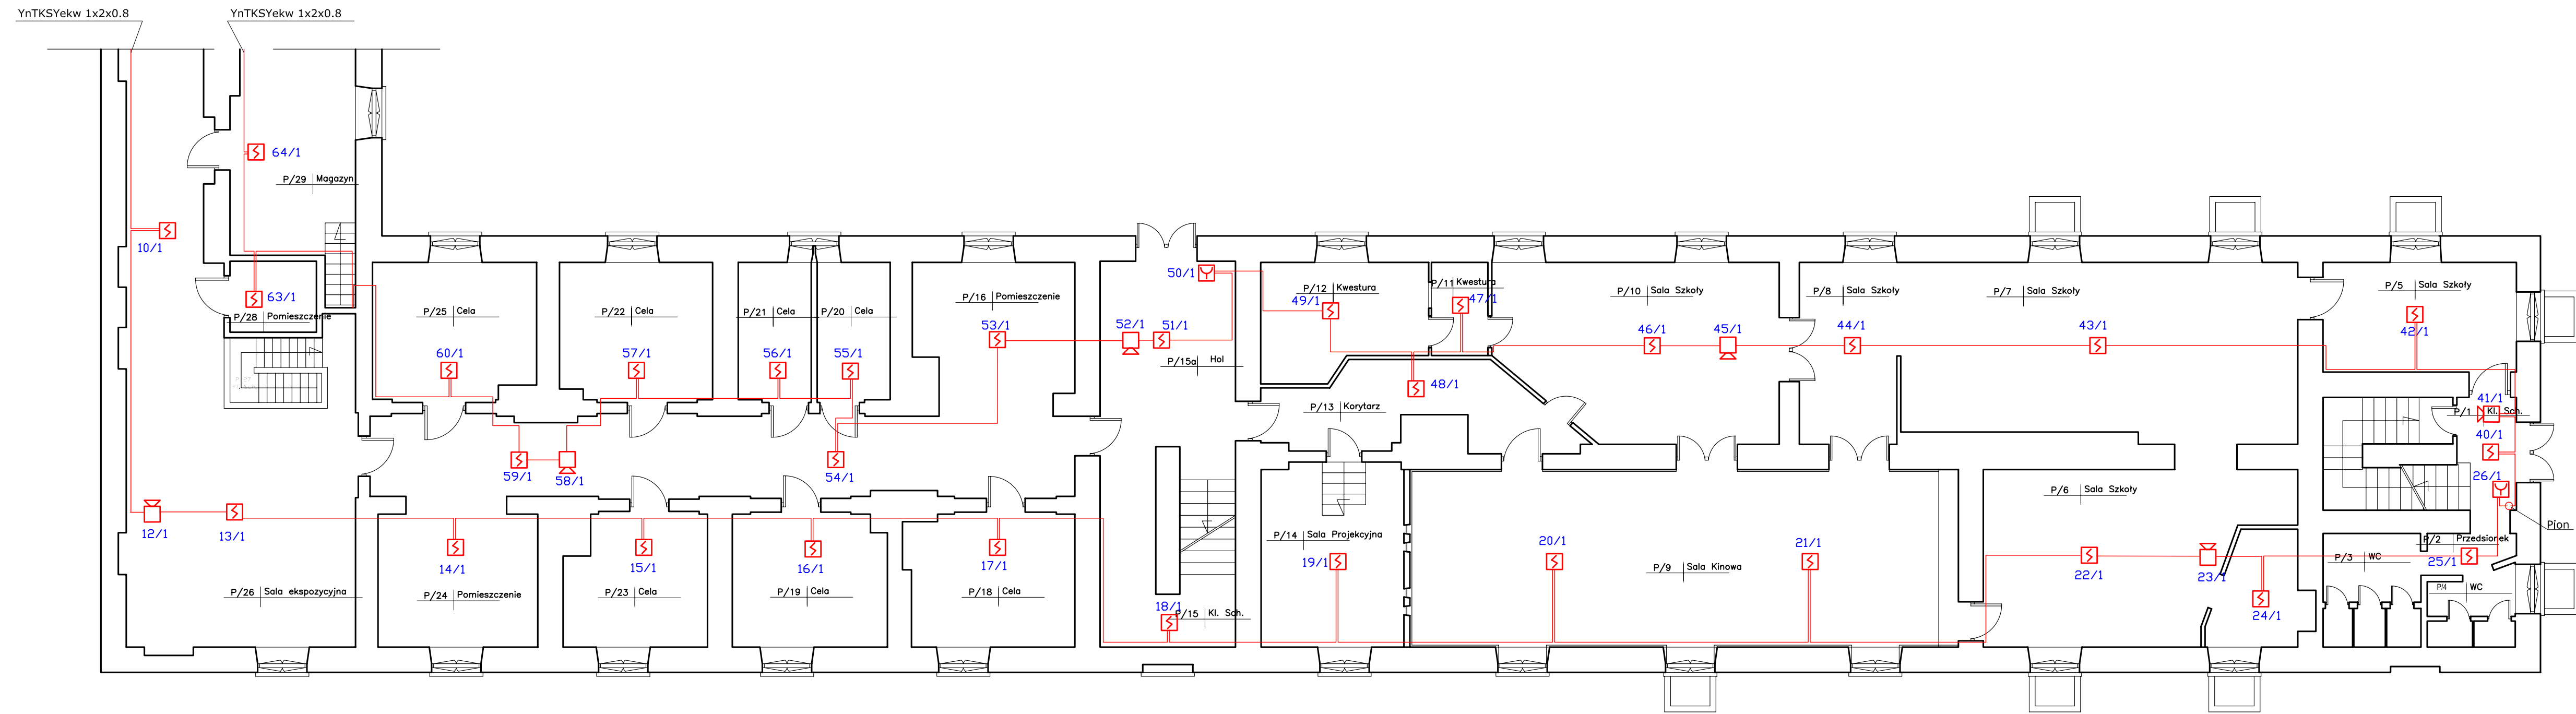 YnTKSYekw 1x2x0.8
YnTKSYekw 1x2x0.8
64/1
P/29 Magazyn
10/1
63/1
P/28 Pomieszczenie
12/1
13/1
P/26 Sala ekspozycyjna
P/25 Cela
60/1
P/22 Cela
57/1
P/21 Cela
56/1
P/20 Cela
55/1
P/16 Pomieszczenie
53/1
52/1
51/1
50/1
P/15a Hol
59/1
58/1
54/1
14/1
P/24 Pomieszczenie
15/1
P/23 Cela
16/1
P/19 Cela
17/1
P/18 Cela
18/1
P/15 Kl. Sch.
P/12 Kwestura
49/1
P/11 Kwestura
47/1
48/1
P/13 Korytarz
P/14 Sala Projekcyjna
19/1
P/10 Sala Szkoły
46/1
45/1
P/8 Sala Szkoły
44/1
P/7 Sala Szkoły
43/1
P/5 Sala Szkoły
42/1
20/1
21/1
P/9 Sala Kinowa
P/6 Sala Szkoły
22/1
23/1
24/1
41/1
P/1 Kl. Sch.
40/1
26/1
Pion
P/2 Przedsionek
25/1
P/3 WC
P/4 WC